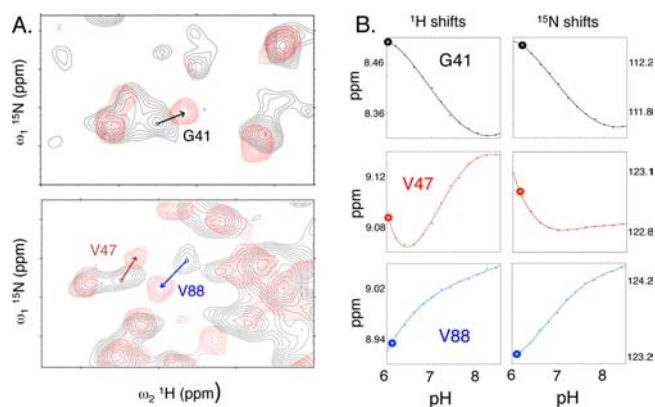 A.
ω₁ ¹⁵N (ppm)
G41
ω₁ ¹⁵N (ppm)
V47
V88
ω₂ ¹H (ppm)
B.
¹H shifts
¹⁵N shifts
ppm
8.46
8.36
G41
112.2
111.8
ppm
9.12
9.08
V47
123.1
122.8
ppm
9.02
8.94
V88
124.25
123.25
6 7 8
6 7 8
pH
pH